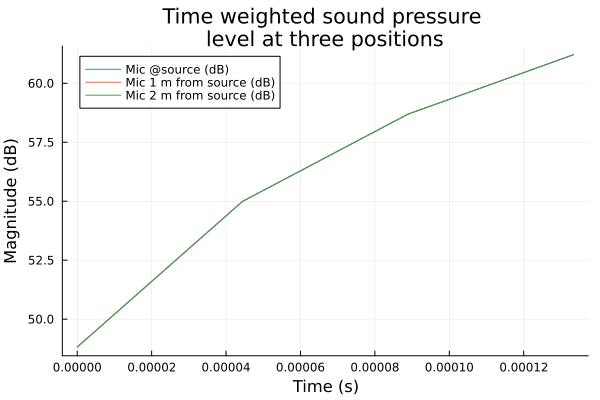 Time weighted sound pressure
level at three positions
Mic @source (dB)
Mic 1 m from source (dB)
Mic 2 m from source (dB)
Magnitude (dB)
60.0
57.5
55.0
52.5
50.0
0.00000 0.00002 0.00004 0.00006 0.00008 0.00010 0.00012
Time (s)